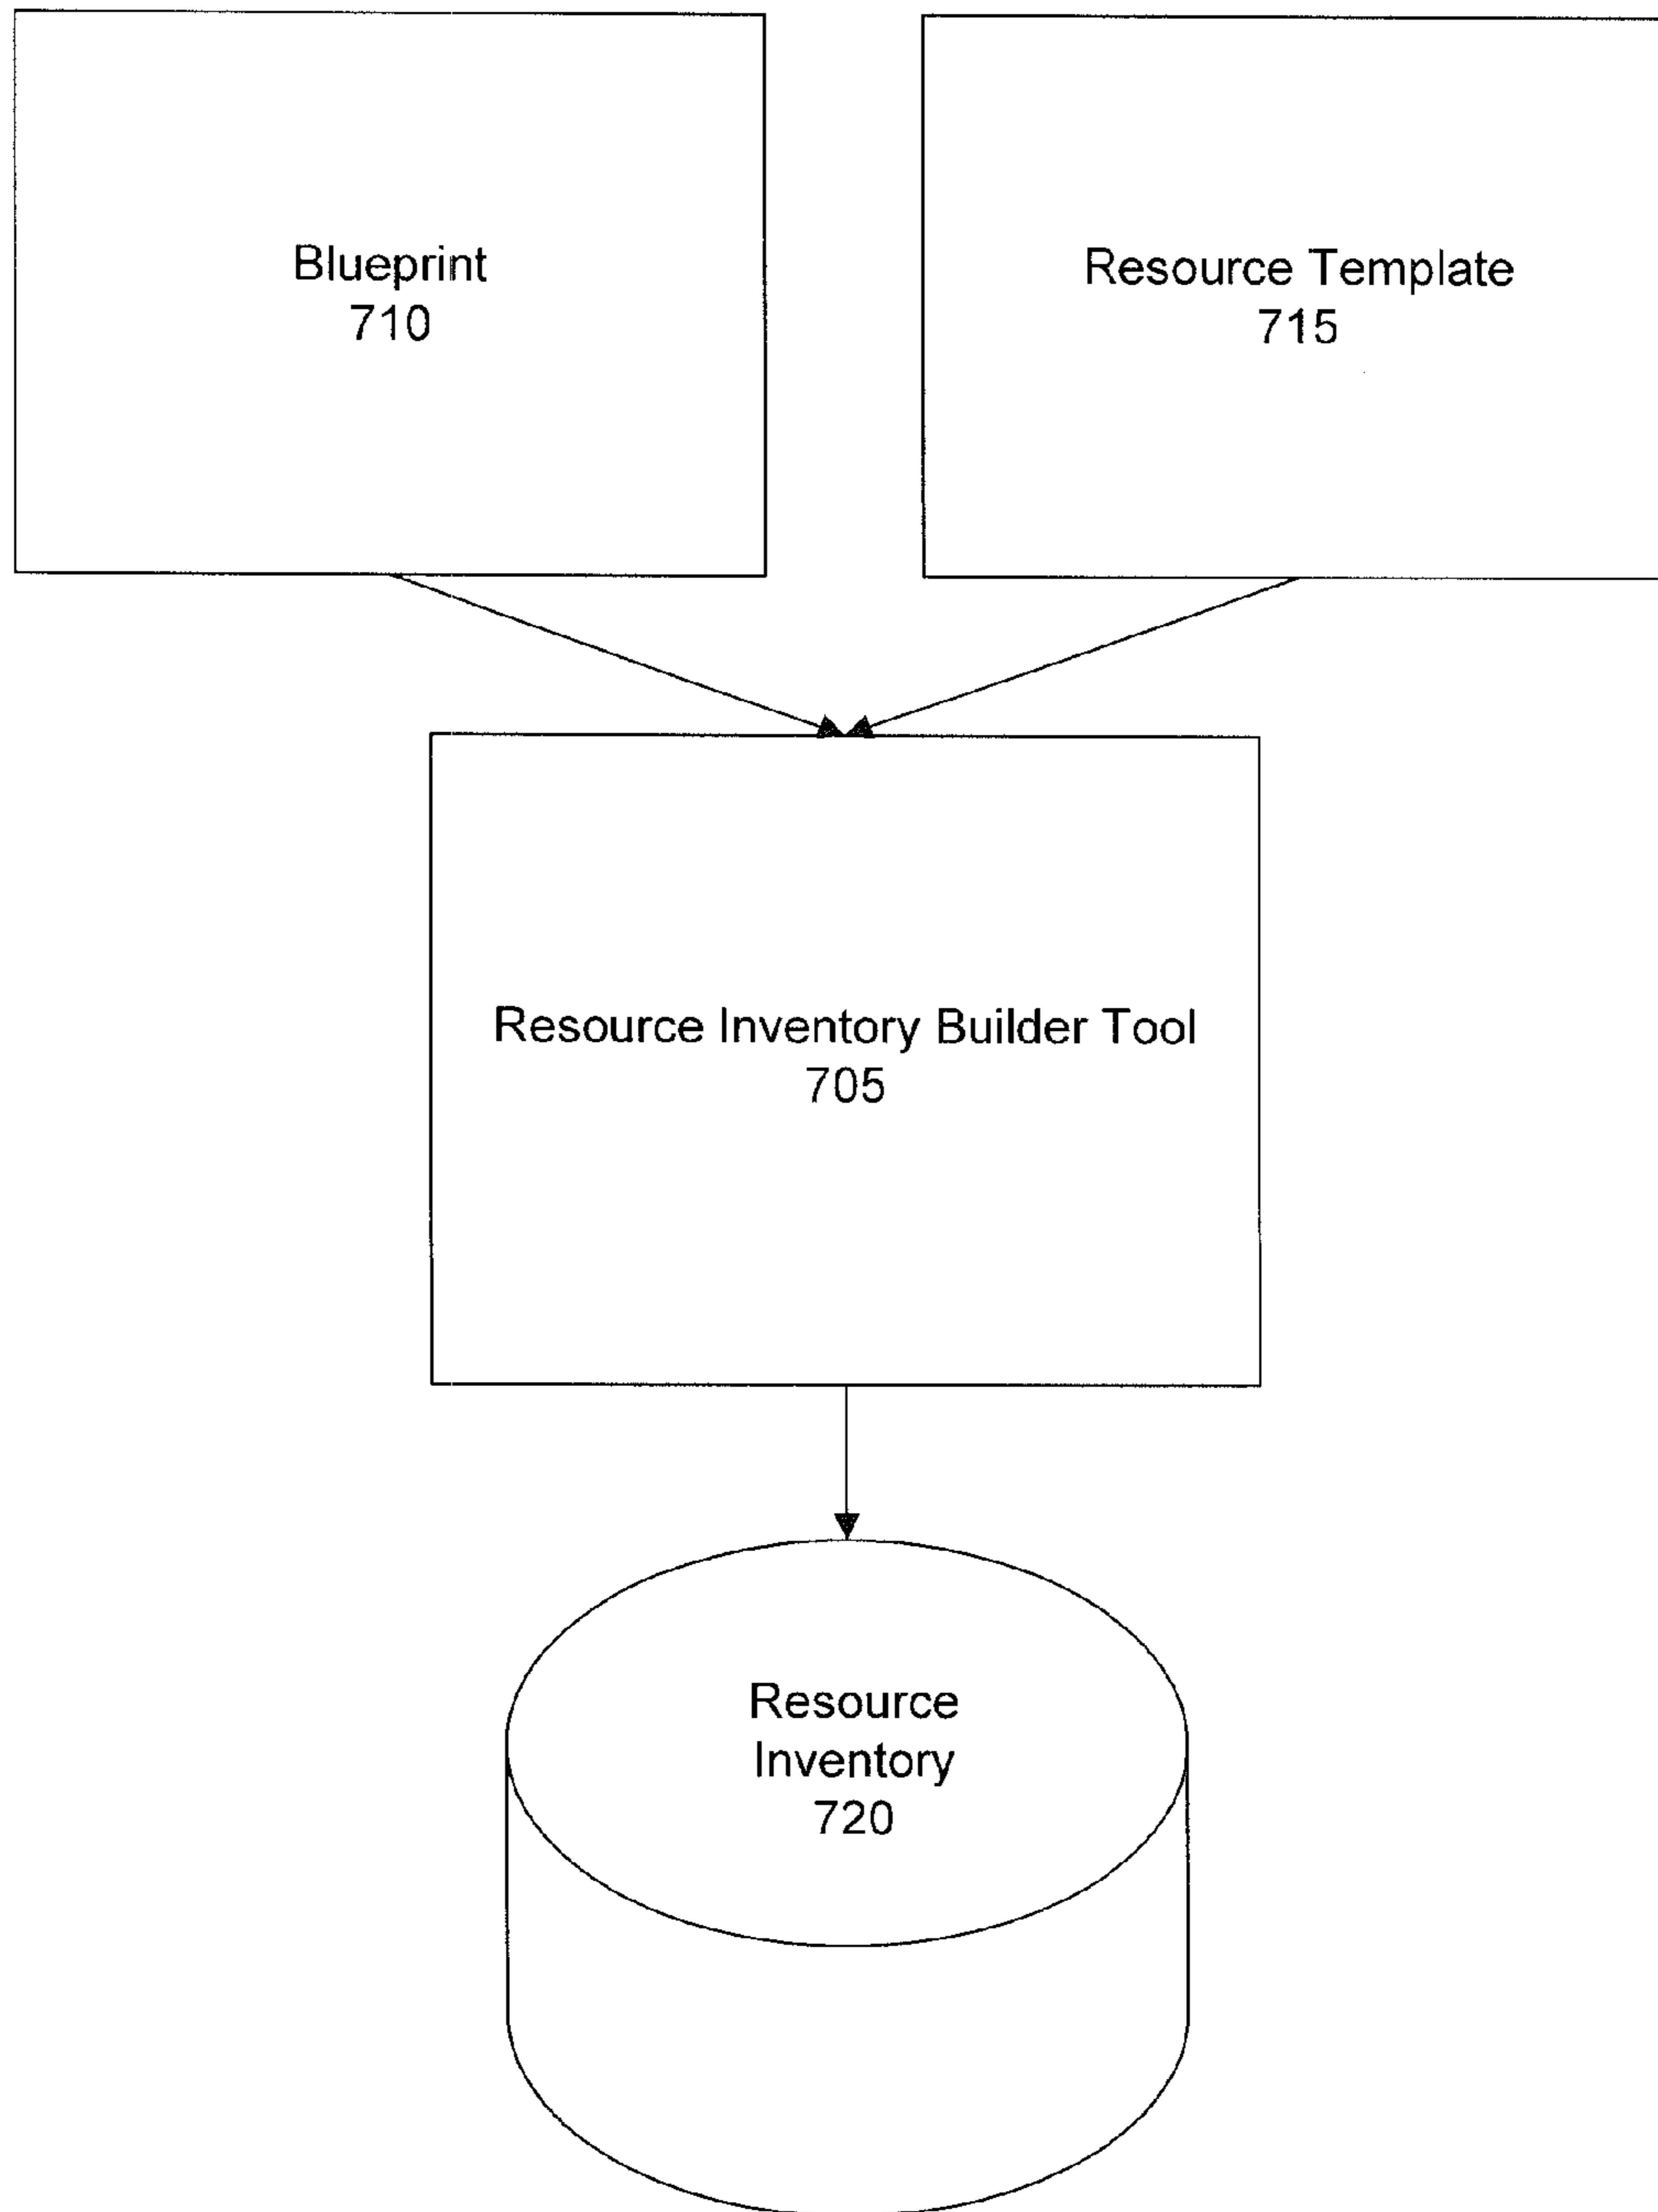 Blueprint
710
Resource Template
715
Resource Inventory Builder Tool
705
Resource
Inventory
720